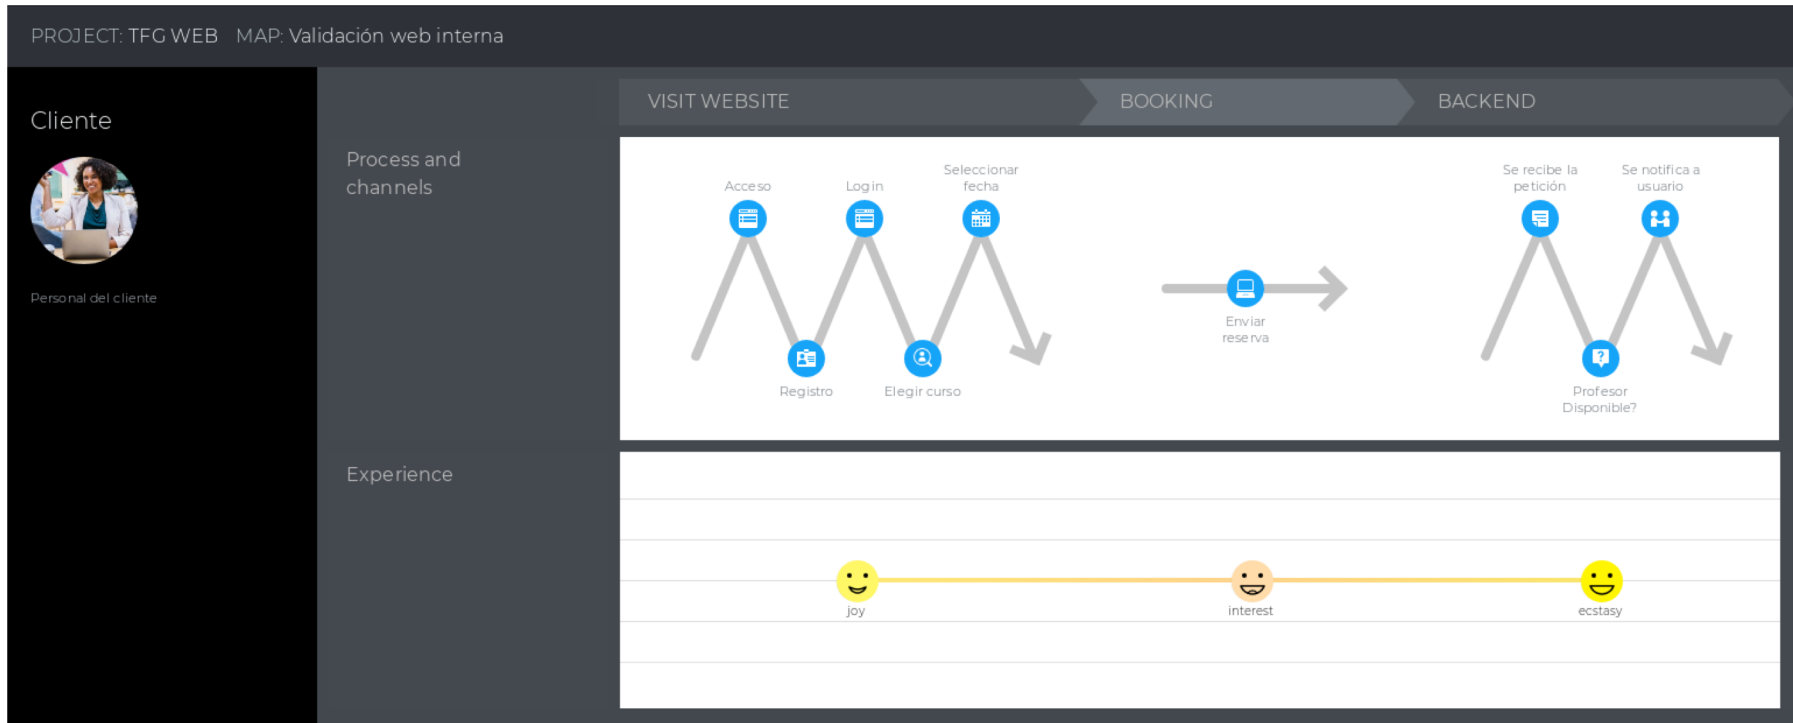 PROJECT: TFG WEB MAP: Validación web interna
Cliente
Personal del cliente
VISIT WEBSITE
BOOKING
BACKEND
Process and
channels
Acceso
Registro
Login
Elegir curso
Seleccionar
fecha
Enviar
reserva
Se recibe la
petición
Profesor
Disponible?
Se notifica a
usuario
Experience
joy
interest
ecstasy